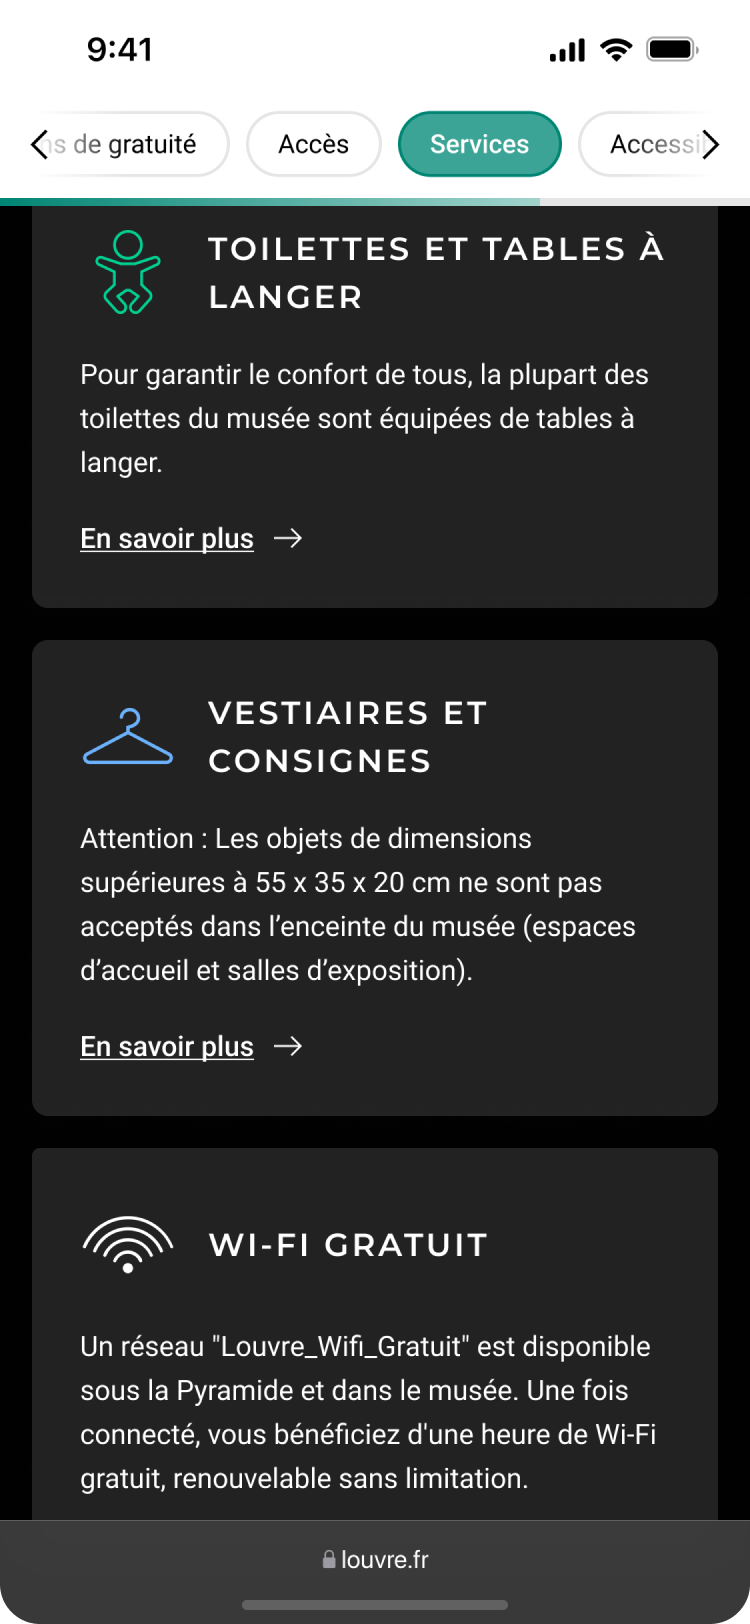 9:41
ns de gratuité
Accès
Services
Accessi
TOILETTES ET TABLES À
LANGER
Pour garantir le confort de tous, la plupart des
toilettes du musée sont équipées de tables à
langer.
En savoir plus
VESTIAIRES ET
CONSIGNES
Attention : Les objets de dimensions
supérieures à 55 x 35 x 20 cm ne sont pas
acceptés dans l’enceinte du musée (espaces
d’accueil et salles d’exposition).
En savoir plus
WI-FI GRATUIT
Un réseau "Louvre_Wifi_Gratuit" est disponible
sous la Pyramide et dans le musée. Une fois
connecté, vous bénéficiez d'une heure de Wi-Fi
gratuit, renouvelable sans limitation.
louvre.fr